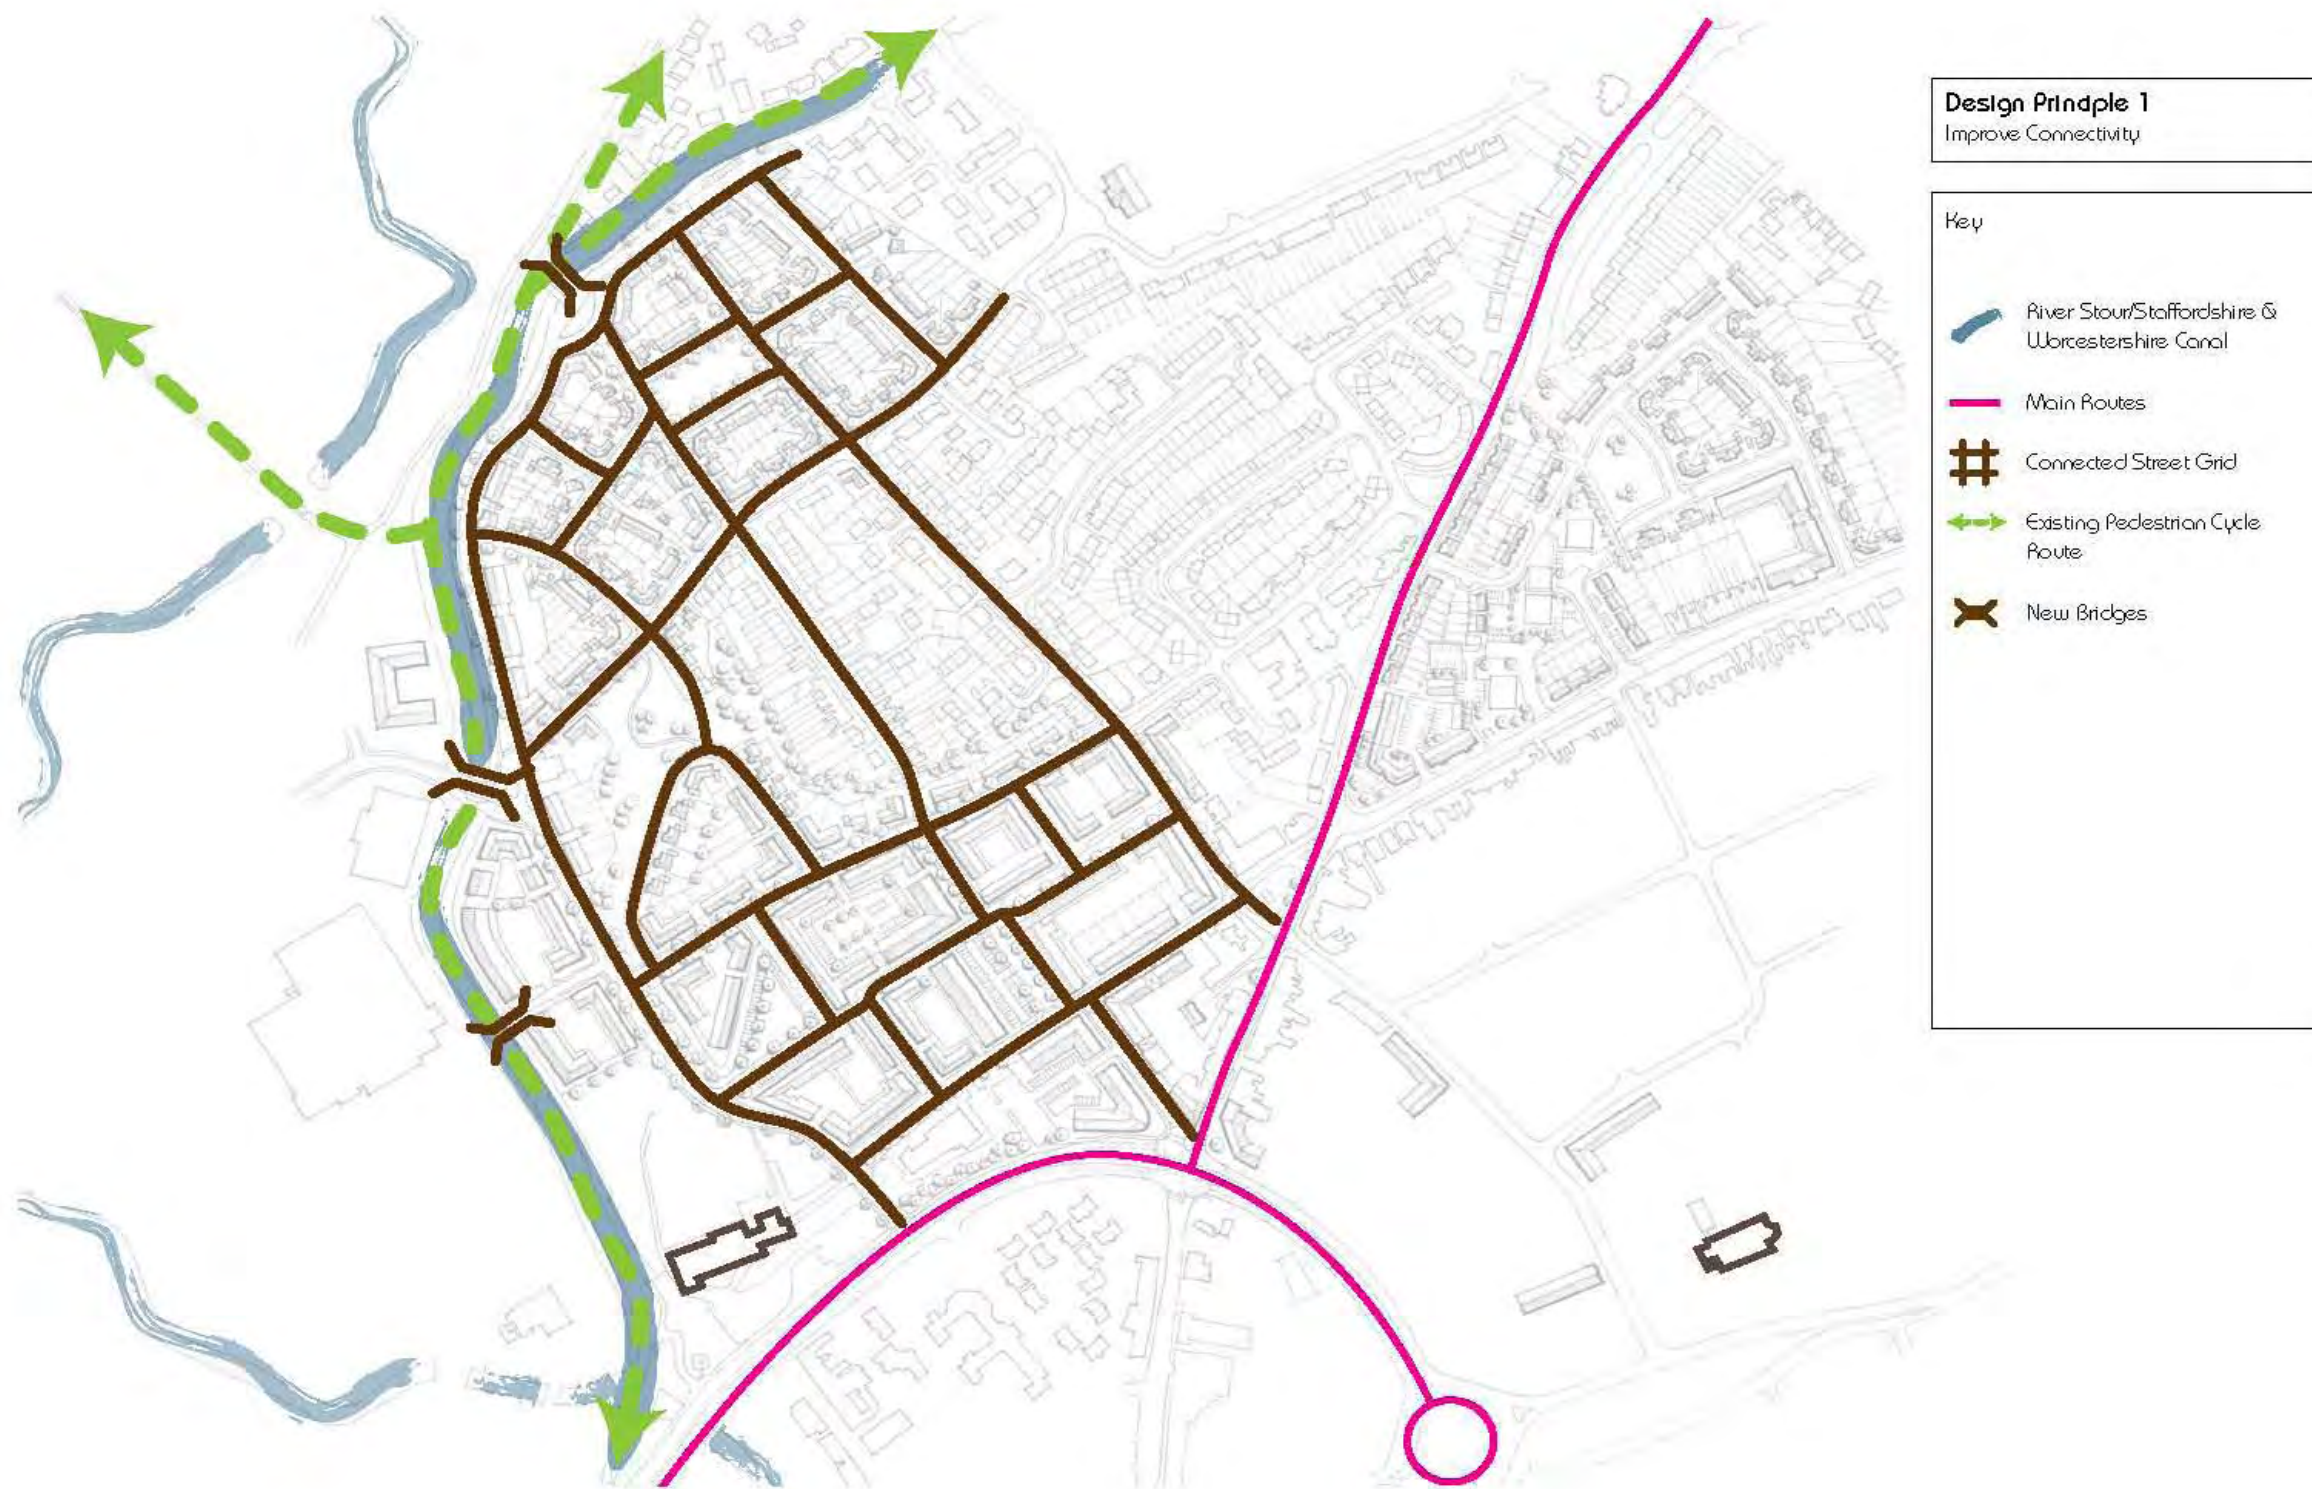 Design Principle 1
Improve Connectivity
Key
River Stour/Staffordshire &
Worcestershire Canal
Main Routes
Connected Street Grid
Existing Pedestrian Cycle
Route
New Bridges